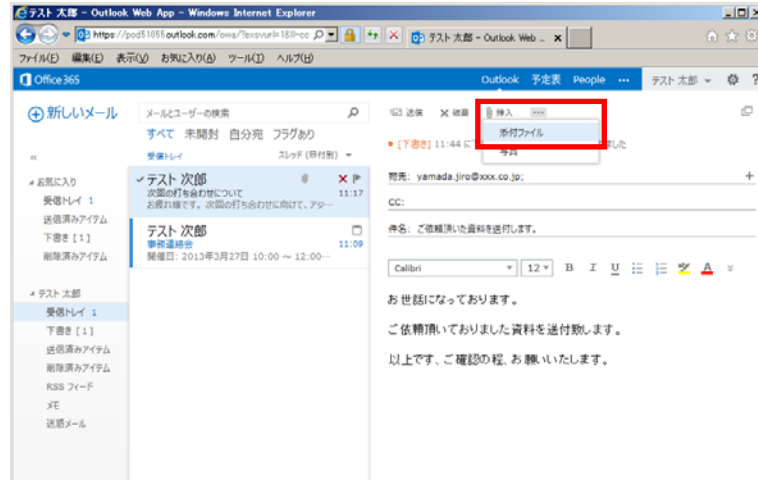 テスト 太郎 - Outlook Web App - Windows Internet Explorer
テスト 太郎 - Outlook Web ...
ファイル(F) 編集(E) 表示(V) お気に入り(A) ツール(T) ヘルプ(H)
Office 365
Outlook 予定表 People ••• テスト 太郎
新しいメール
メールとユーザーの検索
すべて 未開封 自分宛 フラグあり
受信トレイ スレッド (日付別)
お気に入り
受信トレイ 1
送信済みアイテム
下書き [1]
削除済みアイテム
テスト 太郎
受信トレイ 1
下書き [1]
送信済みアイテム
削除済みアイテム
RSS フィード
メモ
迷惑メール
テスト 次郎
次回の打ち合わせについて 11:17
お疲れ様です。次回の打ち合わせに向けて、アジ…
テスト 次郎
事務連絡会 11:09
開催日: 2013年3月27日 10:00 ～ 12:00…
送信 破棄 挿入 •••
添付ファイル
写真
[下書き] 11:44 に
ました
宛先: yamada.jiro@xxx.co.jp;
CC:
件名: ご依頼頂いた資料を送付します。
Calibri 12 B I U
お世話になっております。
ご依頼頂いておりました資料を送付致します。
以上です、ご確認の程、お願いいたします。